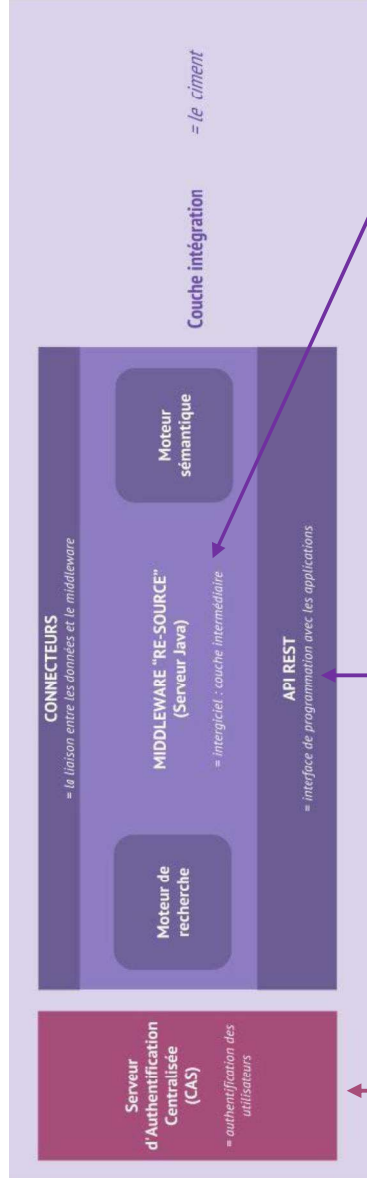 Serveur
d'Authentification
Centralisée
(CAS)
= authentification des
utilisateurs
CONNECTEURS
= la liaison entre les données et le middleware
Moteur de
recherche
MIDDLEWARE "RE-SOURCE"
(Serveur Java)
= intergiciel : couche intermédiaire
Moteur
sémantique
API REST
= interface de programmation avec les applications
Couche intégration
= le ciment